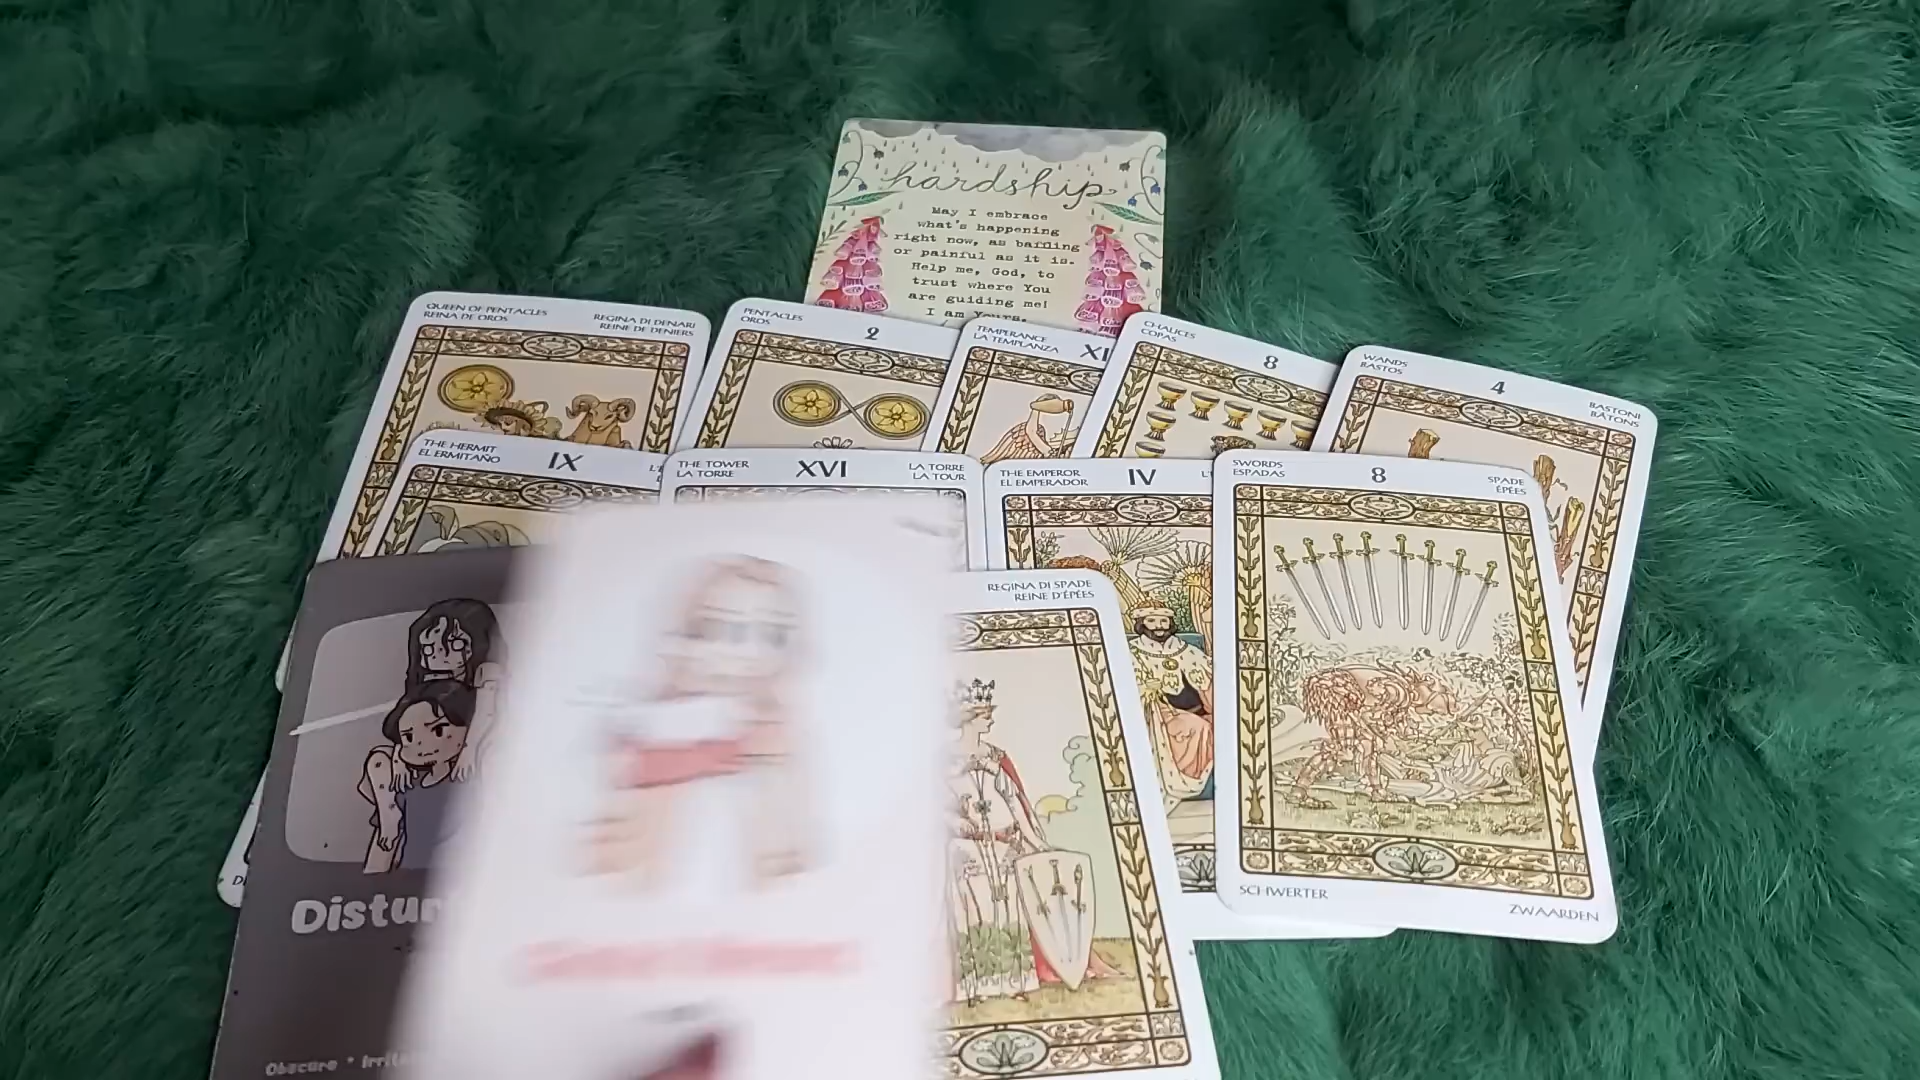 hardship
May I embrace
what's happening
right now, as baffling
or painful as it is.
Help me, God, to
trust where You
are guiding me!
I am Yours.
QUEEN OF PENTACLES
REINA DE OROS
REGINA DI DENARI
REINE DE DENIERS
PENTACLES
OROS
2
TEMPERANCE
LA TEMPLANZA
CHALICES
COPAS
8
WANDS
BASTOS
4
BASTONI
BÂTONS
THE HERMIT
EL ERMITAÑO
IX
THE TOWER
LA TORRE
XVI
LA TORRE
LA TOUR
THE EMPEROR
EL EMPERADOR
IV
SWORDS
ESPADAS
8
SPADE
ÉPÉES
REGINA DI SPADE
REINE D'ÉPÉES
SCHWERTER
ZWAARDEN
Distur
Obscure *